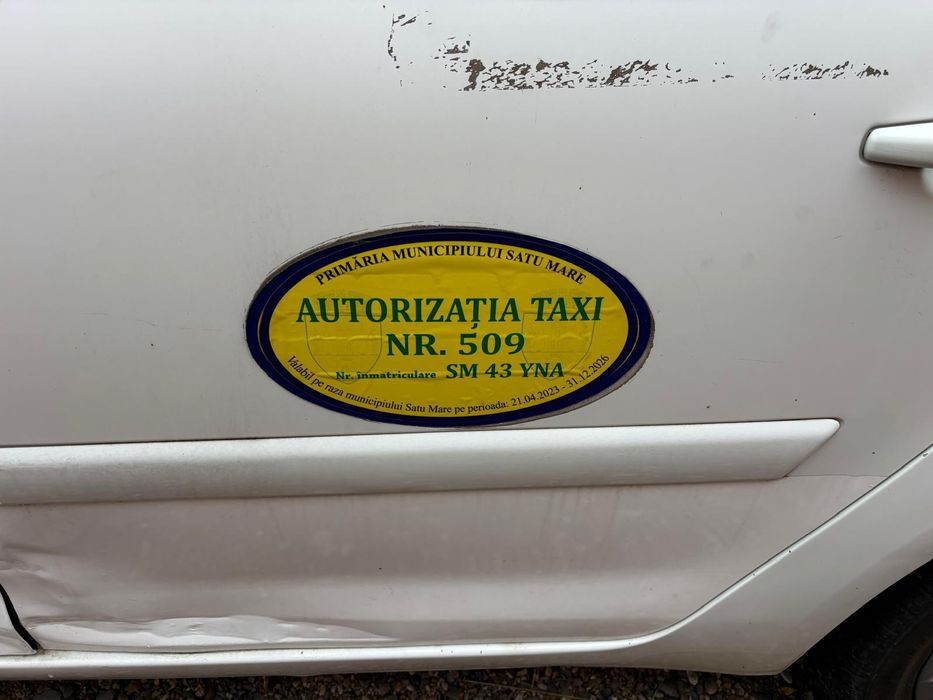 PRIMĂRIA MUNICIPIULUI SATU MARE
AUTORIZAȚIA TAXI
NR. 509
Nr. înmatriculare SM 43 YNA
Valabil pe raza municipiului Satu Mare pe perioada: 21.04.2023 - 31.12.2026